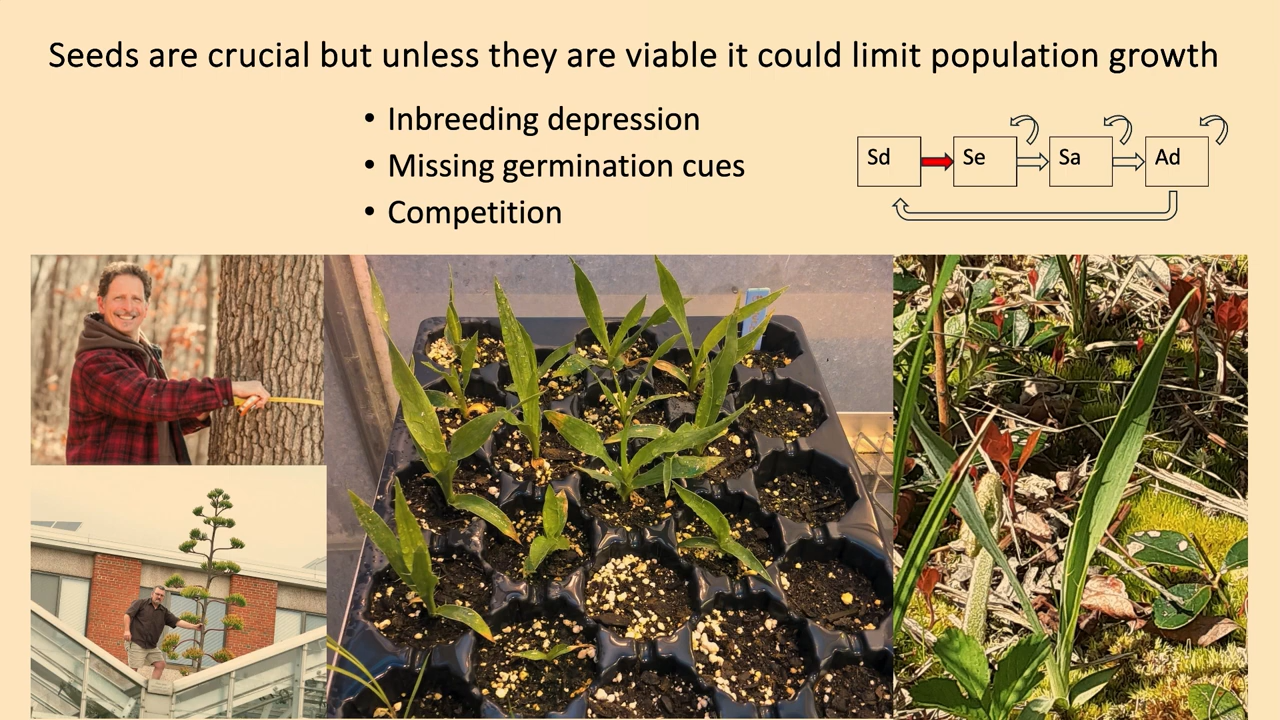 Seeds are crucial but unless they are viable it could limit population growth
• Inbreeding depression
• Missing germination cues
• Competition
Sd Se Sa Ad